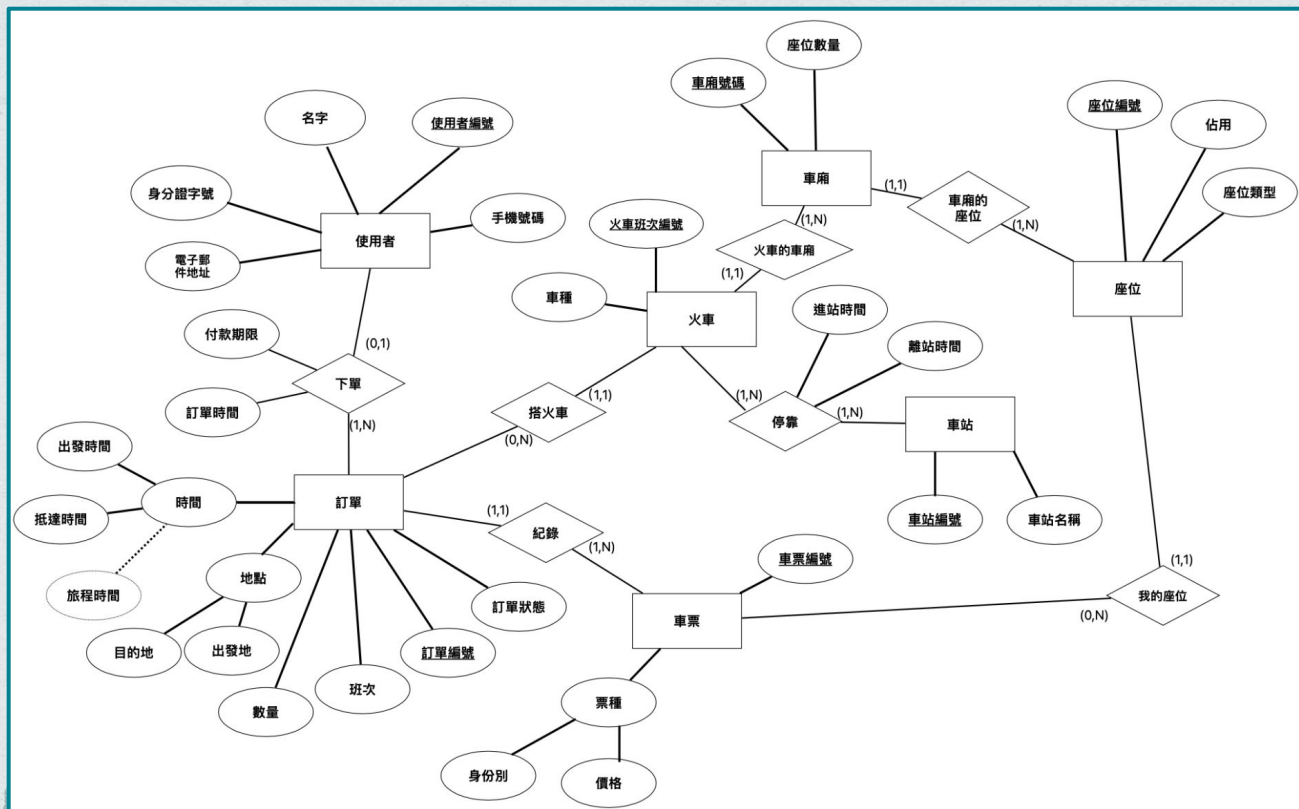 座位數量
車廂號碼
座位編號
名字
使用者編號
佔用
車廂
身分證字號
(1,1)
車廂的
座位
座位類型
手機號碼
火車班次編號
(1,N)
使用者
火車的車廂
(1,N)
電子郵
件地址
(1,1)
座位
車種
火車
進站時間
付款期限
離站時間
(0,1)
下單
(1,1)
(1,N)
搭火車
(1,N)
訂單時間
停靠
車站
(1,N)
(0,N)
出發時間
時間
訂單
抵達時間
(1,1)
紀錄
車站編號
車站名稱
(1,N)
車票編號
(1,1)
地點
旅程時間
訂單狀態
我的座位
(0,N)
車票
目的地
出發地
訂單編號
班次
數量
票種
身份別
價格